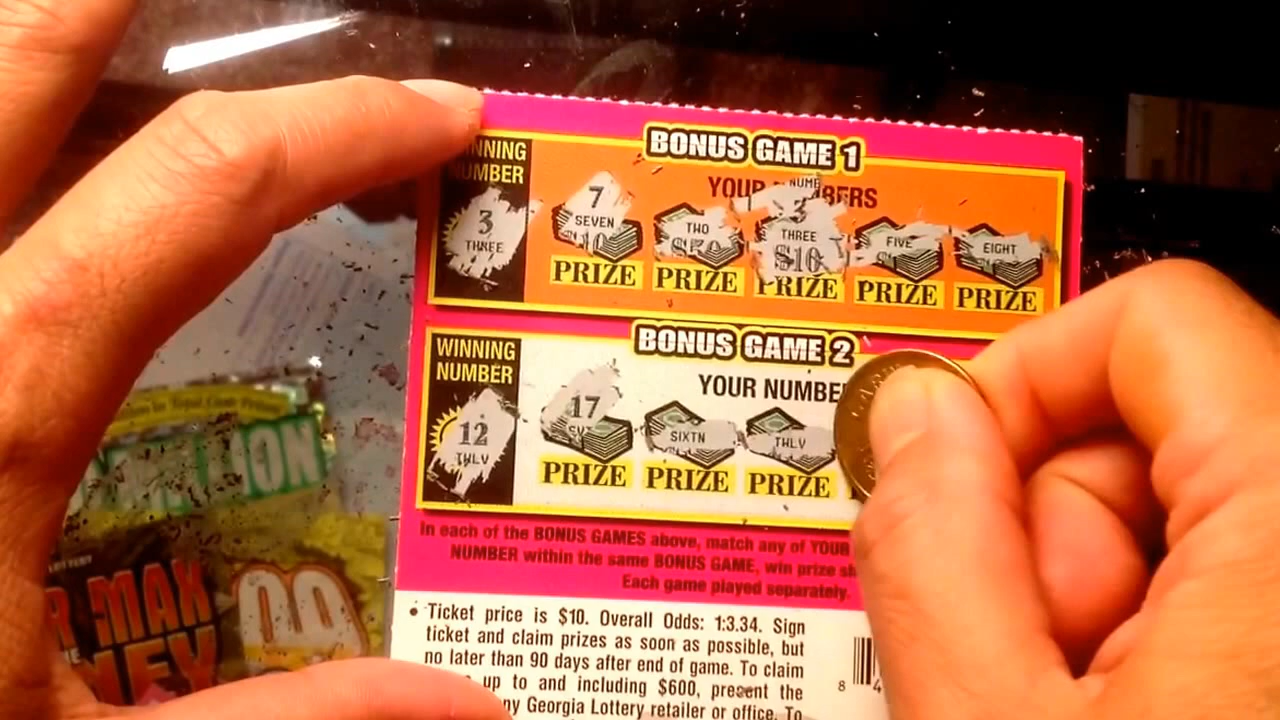 BONUS GAME 1
NUMBER
YOUR
NUME
3
THREE
7
SEVEN
$10
TWO
$50
3
THREE
$10
FIVE
EIGHT
PRIZE PRIZE PRIZE PRIZE PRIZE
BONUS GAME 2
WINNING
NUMBER
YOUR
12
TWLV
17
SIXTN
TWLV
PRIZE PRIZE PRIZE
In each of the BONUS GAMES above, match any of YOUR
NUMBER within the same BONUS GAME, win prize
Each game played separately.
• Ticket price is $10. Overall Odds: 1:3.34. Sign
ticket and claim prizes as soon as possible, but
no later than 90 days after end of game. To claim
up to and including $600, present the
Georgia Lottery retailer or office. To
8
MAX